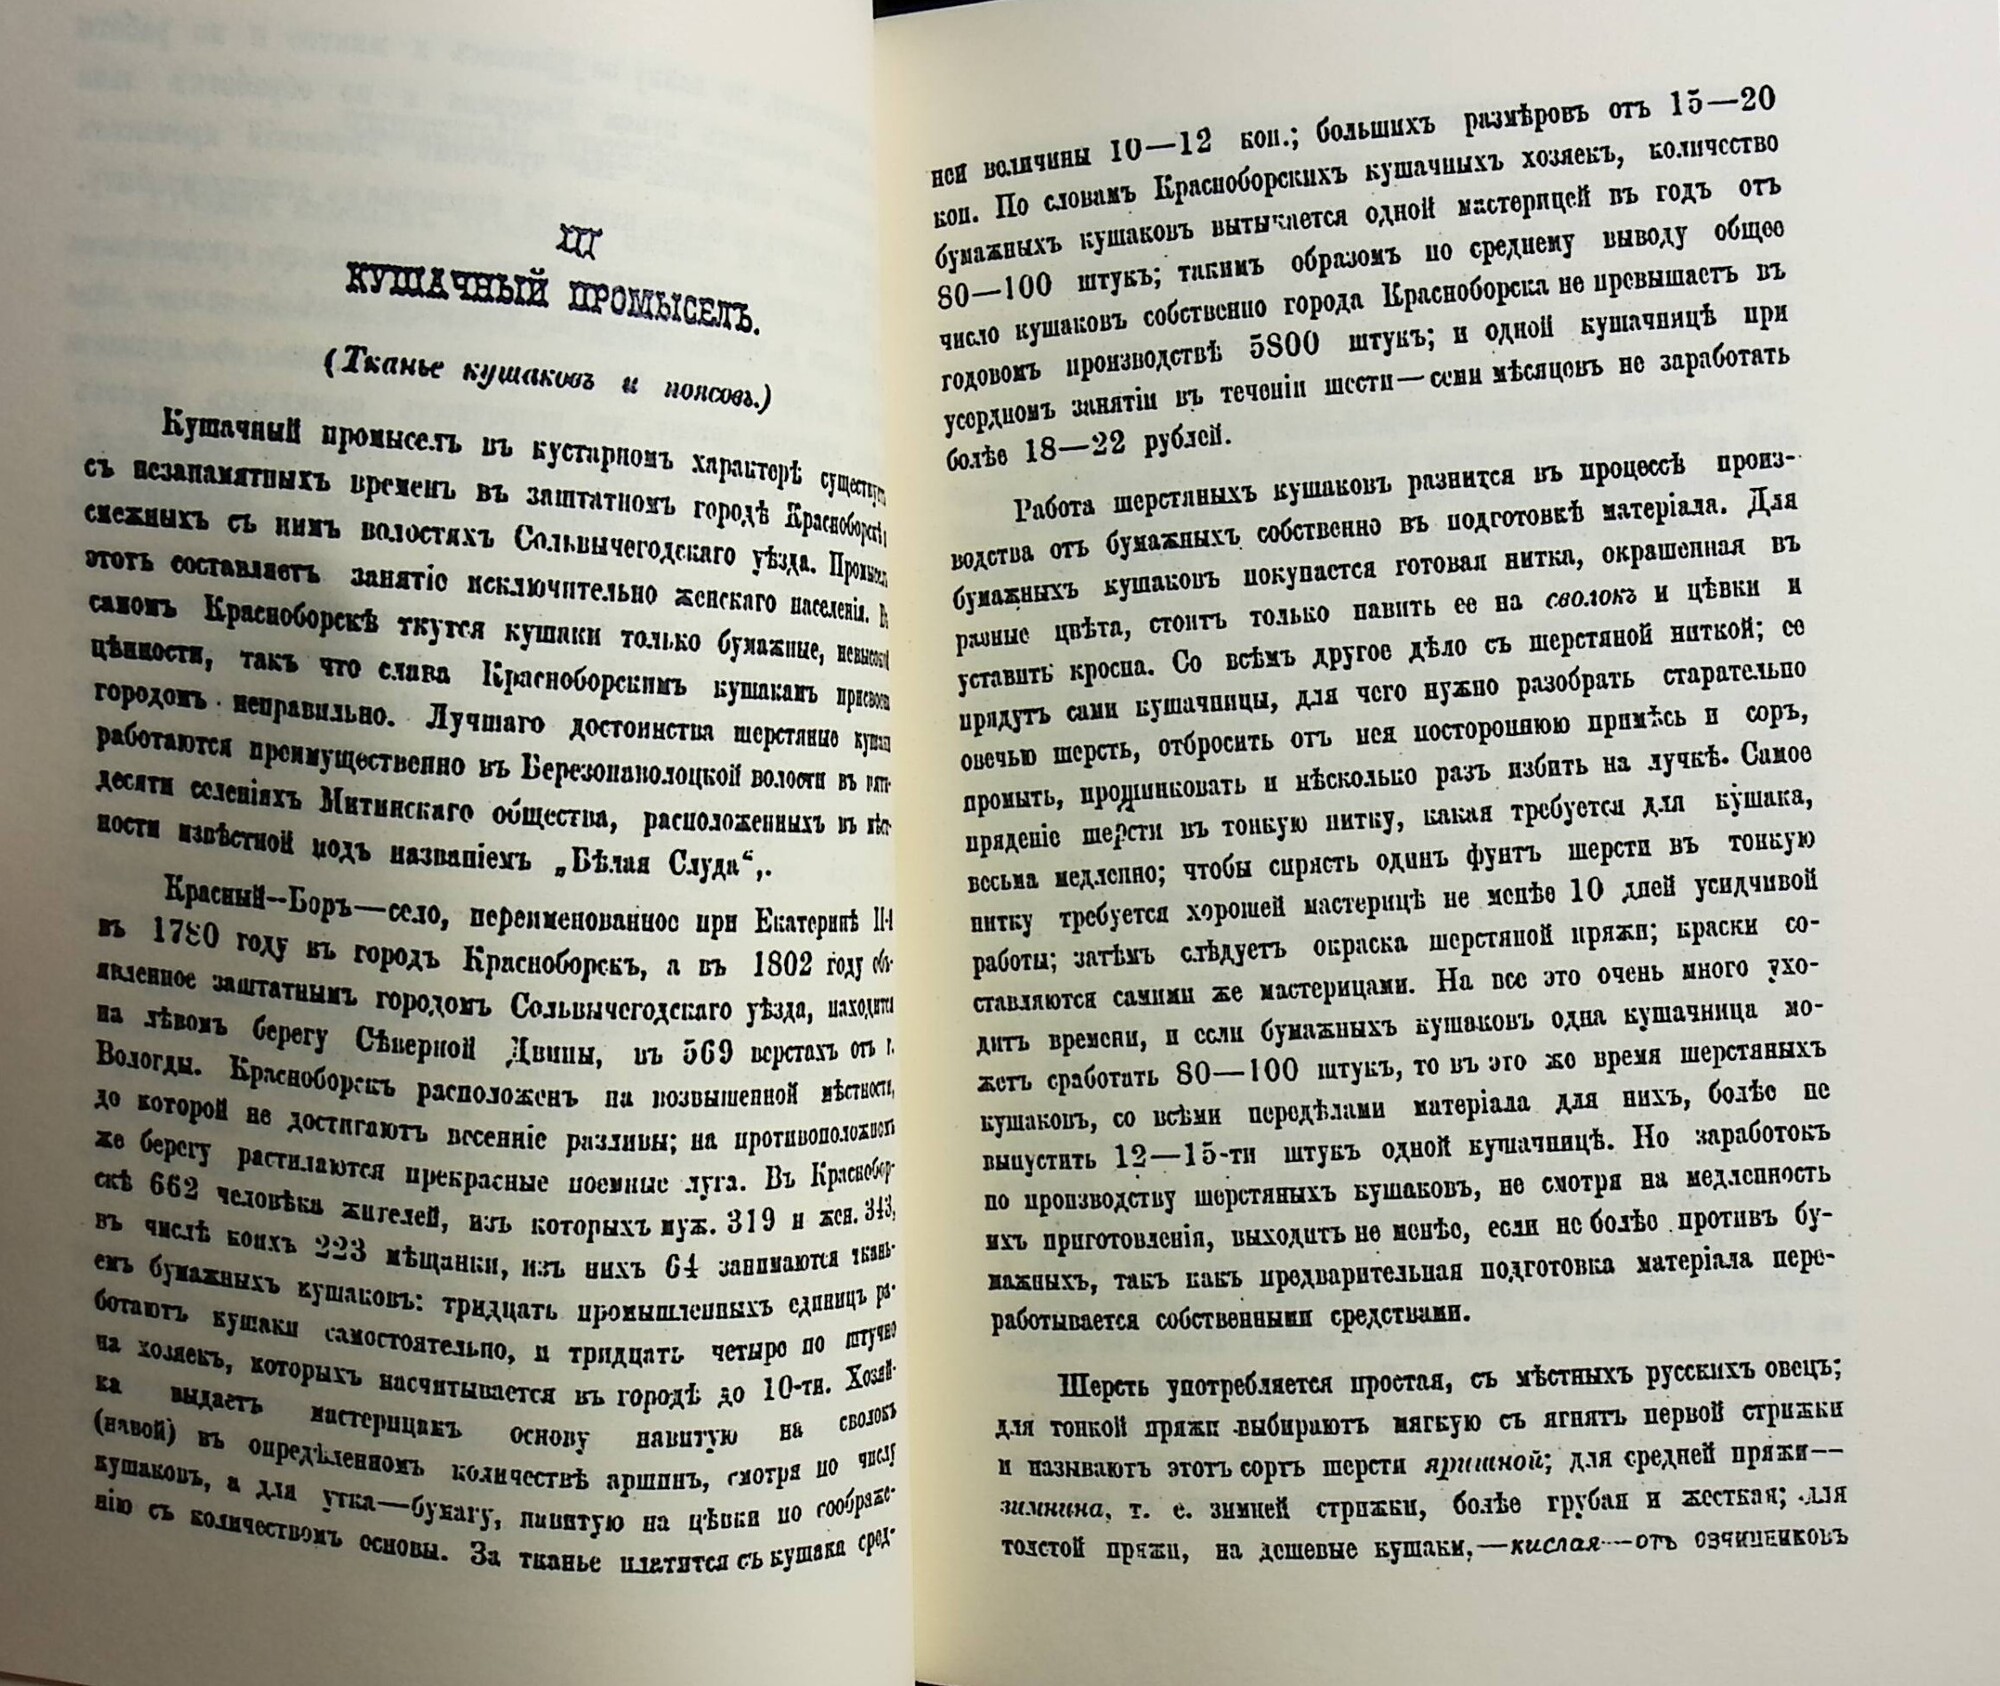 III
КУШАЧНЫЙ ПРОМЫСЕЛЪ.
(Тканье кушаковъ и поясовъ.)
Кушачный промыселъ въ кустарномъ характерѣ существуетъ
съ незапамятныхъ временъ въ заштатномъ городѣ Красноборскѣ и
смежныхъ съ нимъ волостяхъ Сольвычегодскаго уѣзда. Промыселъ
этотъ составляетъ занятіе исключительно женскаго населенія. Въ
самомъ Красноборскѣ ткутся кушаки только бумажные, невысокой
цѣнности, такъ что слава Красноборскимъ кушакамъ присвоена
городомъ неправильно. Лучшаго достоинства шерстяные кушаки
работаются преимущественно въ Березонаволоцкой волости въ пяти-
десяти селеніяхъ Митинскаго общества, расположенныхъ въ мѣст-
ности извѣстной подъ названіемъ „Бѣлая Слуда“,.
Красный—Боръ—село, переименованное при Екатеринѣ II-й
въ 1780 году въ городъ Красноборскъ, а въ 1802 году объ-
явленное заштатнымъ городомъ Сольвычегодскаго уѣзда, находится
на лѣвомъ берегу Сѣверной Двины, въ 569 верстахъ отъ г.
Вологды. Красноборскъ расположенъ на возвышенной мѣстности,
до которой не достигаютъ весенніе разливы; на противоположномъ
же берегу растилаются прекрасные поемные луга. Въ Краснобор-
скѣ 662 человѣка жителей, изъ которыхъ муж. 319 и жен. 343,
въ числѣ коихъ 223 мѣщанки, изъ нихъ 64 занимаются ткань-
емъ бумажныхъ кушаковъ: тридцать промышленныхъ единицъ ра-
ботаютъ кушаки самостоятельно, и тридцать четыре по штучно
на хозяекъ, которыхъ насчитывается въ городѣ до 10-ти. Хозяй-
ка выдаетъ мастерицамъ основу навитую на сволокъ
(навой) въ опредѣленномъ количествѣ аршинъ, смотря по числу
кушаковъ, а для утка—бумагу, навитую на цѣвки по соображе-
нію съ количествомъ основы. За тканье платится съ кушака сред-
ней величины 10—12 коп.; большихъ размѣровъ отъ 15—20
коп. По словамъ Красноборскихъ кушачныхъ хозяекъ, количество
бумажныхъ кушаковъ вытыкается одной мастерицей въ годъ отъ
80—100 штукъ; такимъ образомъ по среднему выводу общее
число кушаковъ собственно города Красноборска не превышаетъ въ
годовомъ производствѣ 5800 штукъ; и одной кушачницѣ при
усердномъ занятіи въ теченіи шести—семи мѣсяцовъ не заработать
болѣе 18—22 рублей.
Работа шерстяныхъ кушаковъ разнится въ процессѣ произ-
водства отъ бумажныхъ собственно въ подготовкѣ матеріала. Для
бумажныхъ кушаковъ покупается готовая нитка, окрашенная въ
разные цвѣта, стоитъ только навить ее на сволокъ и цѣвки и
уставить кросна. Со всѣмъ другое дѣло съ шерстяной ниткой; ее
прядутъ сами кушачницы, для чего нужно разобрать старательно
овечью шерсть, отбросить отъ нея постороннюю примѣсь и соръ,
промыть, прощинковать и нѣсколько разъ избить на лучкѣ. Самое
пряденіе шерсти въ тонкую нитку, какая требуется для кушака,
весьма медленно; чтобы спрясть одинъ фунтъ шерсти въ тонкую
нитку требуется хорошей мастерицѣ не менѣе 10 дней усидчивой
работы; затѣмъ слѣдуетъ окраска шерстяной пряжи; краски со-
ставляются самими же мастерицами. На все это очень много ухо-
дитъ времени, и если бумажныхъ кушаковъ одна кушачница мо-
жетъ сработать 80—100 штукъ, то въ это же время шерстяныхъ
кушаковъ, со всѣми передѣлами матеріала для нихъ, болѣе не
выпустить 12—15-ти штукъ одной кушачницѣ. Но заработокъ
по производству шерстяныхъ кушаковъ, не смотря на медленность
ихъ приготовленія, выходитъ не менѣе, если не болѣе противъ бу-
мажныхъ, такъ какъ предварительная подготовка матеріала пере-
работывается собственными средствами.
Шерсть употребляется простая, съ мѣстныхъ русскихъ овецъ;
для тонкой пряжи выбираютъ мягкую съ ягнятъ первой стрижки
и называютъ этотъ сортъ шерсти яришной; для средней пряжи—
зимнина, т. е. зимней стрижки, болѣе грубая и жесткая; для
толстой пряжи, на дешевые кушаки,—кислая—отъ овчинниковъ